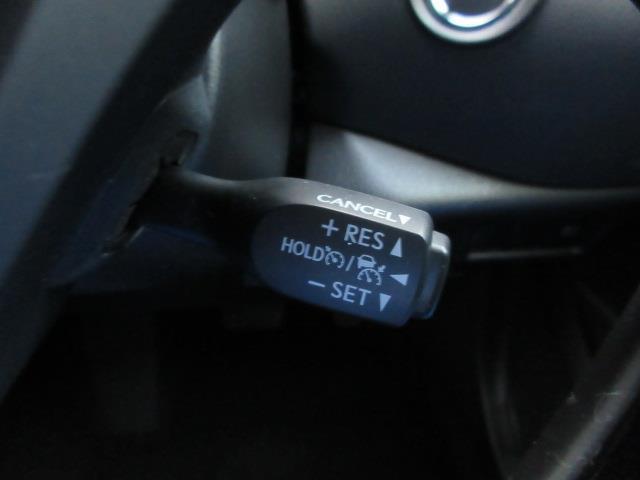 CANCEL▼
+ RES ▲
HOLD / ◀
− SET ▼